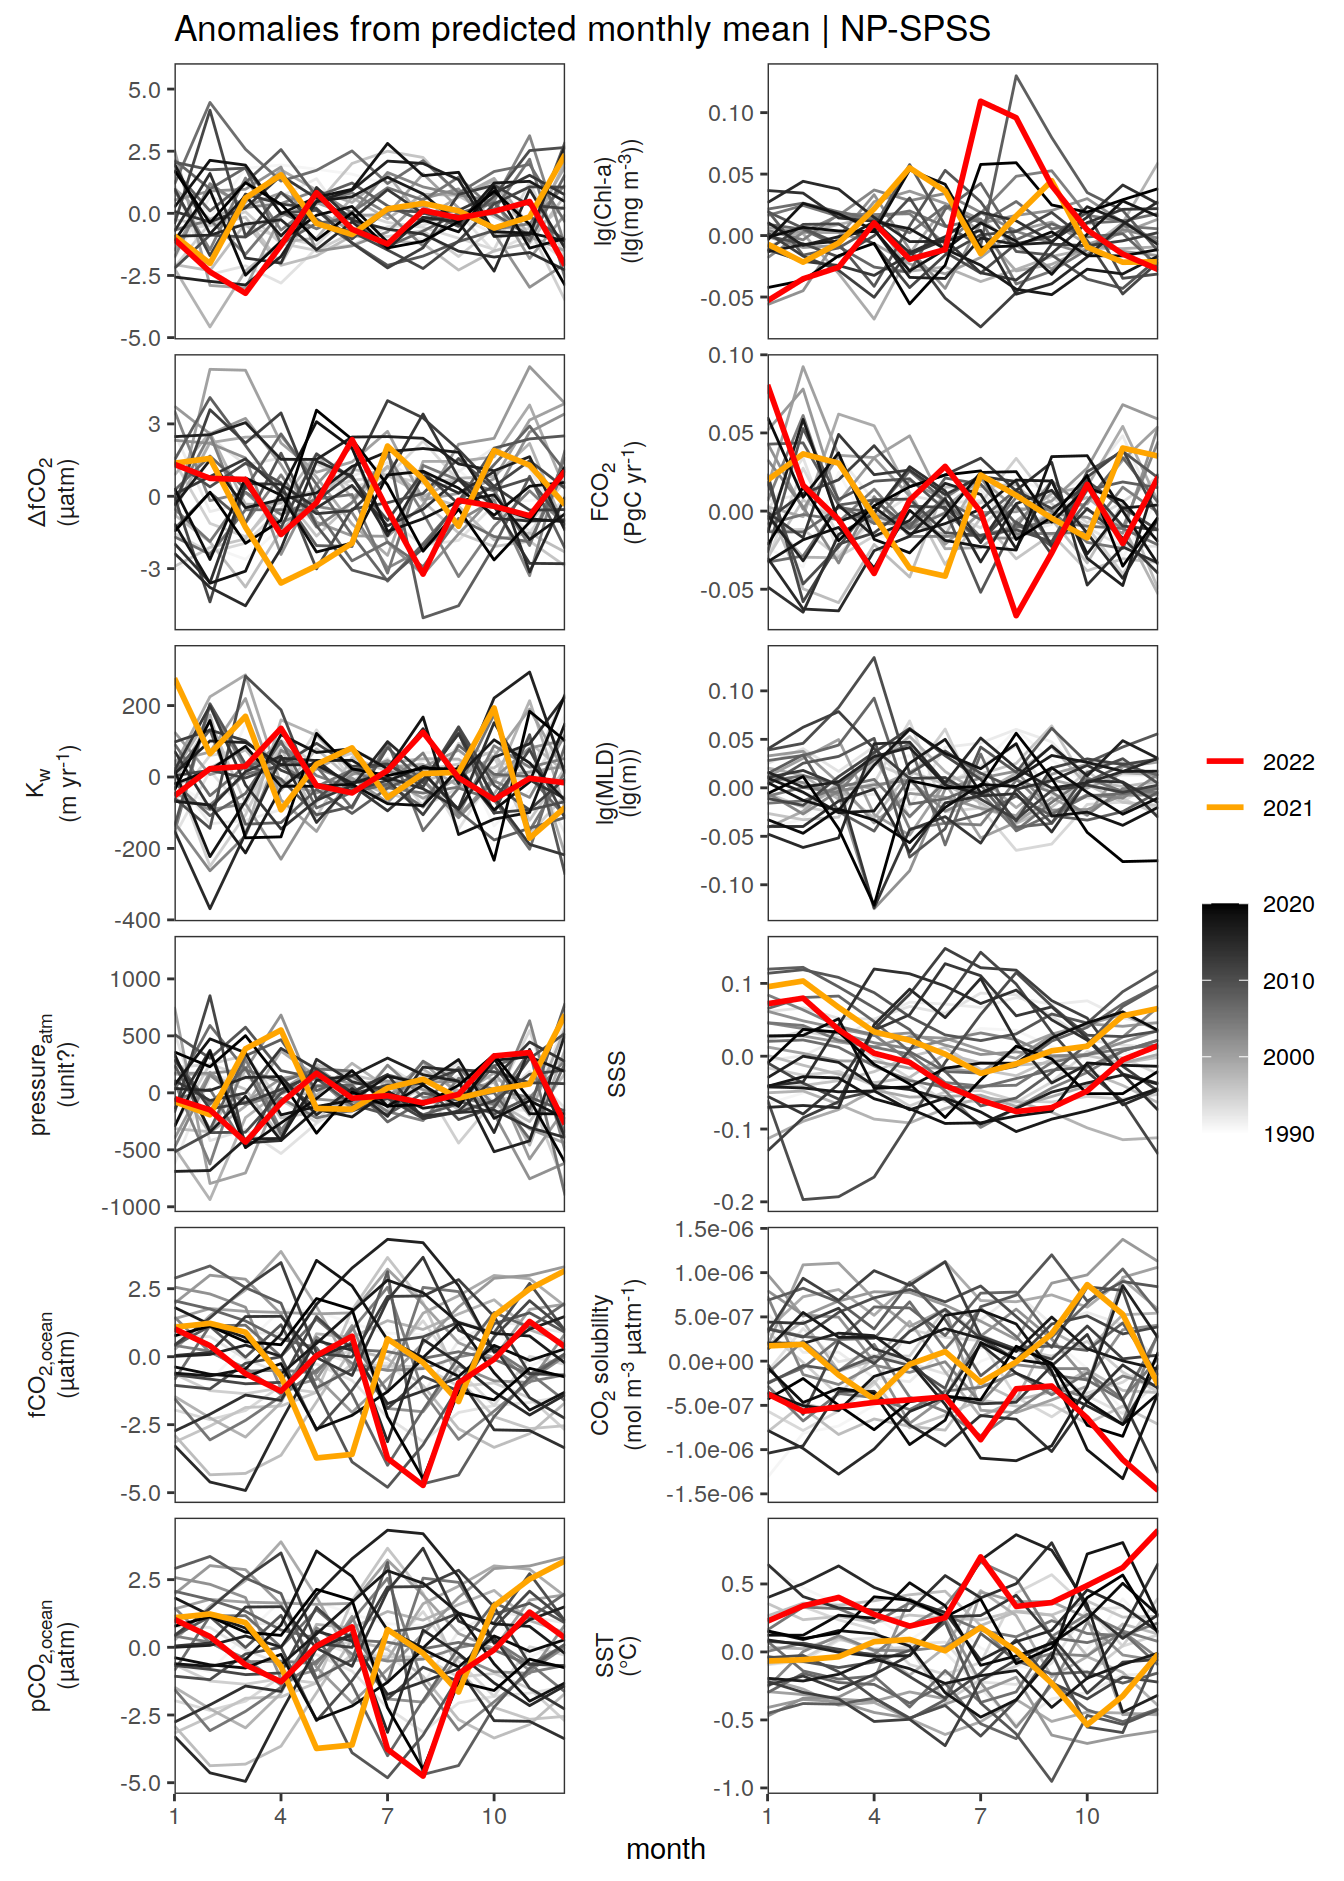 Anomalies from predicted monthly mean | NP-SPSS
5.0
2.5
0.0
-2.5
-5.0
lg(Chl-a)
(lg(mg m-3))
0.10
0.05
0.00
-0.05
ΔfCO2
(µatm)
3
0
-3
FCO2
(PgC yr-1)
0.10
0.05
0.00
-0.05
Kw
(m yr-1)
200
0
-200
-400
lg(MLD)
(lg(m))
0.10
0.05
0.00
-0.05
-0.10
pressureatm
(unit?)
1000
500
0
-500
-1000
SSS
0.1
0.0
-0.1
-0.2
fCO2,ocean
(µatm)
2.5
0.0
-2.5
-5.0
CO2 solubility
(mol m-3 µatm-1)
1.5e-06
1.0e-06
5.0e-07
0.0e+00
-5.0e-07
-1.0e-06
-1.5e-06
pCO2,ocean
(µatm)
2.5
0.0
-2.5
-5.0
SST
(°C)
0.5
0.0
-0.5
-1.0
1 4 7 10
1 4 7 10
month
2022
2021
2020
2010
2000
1990